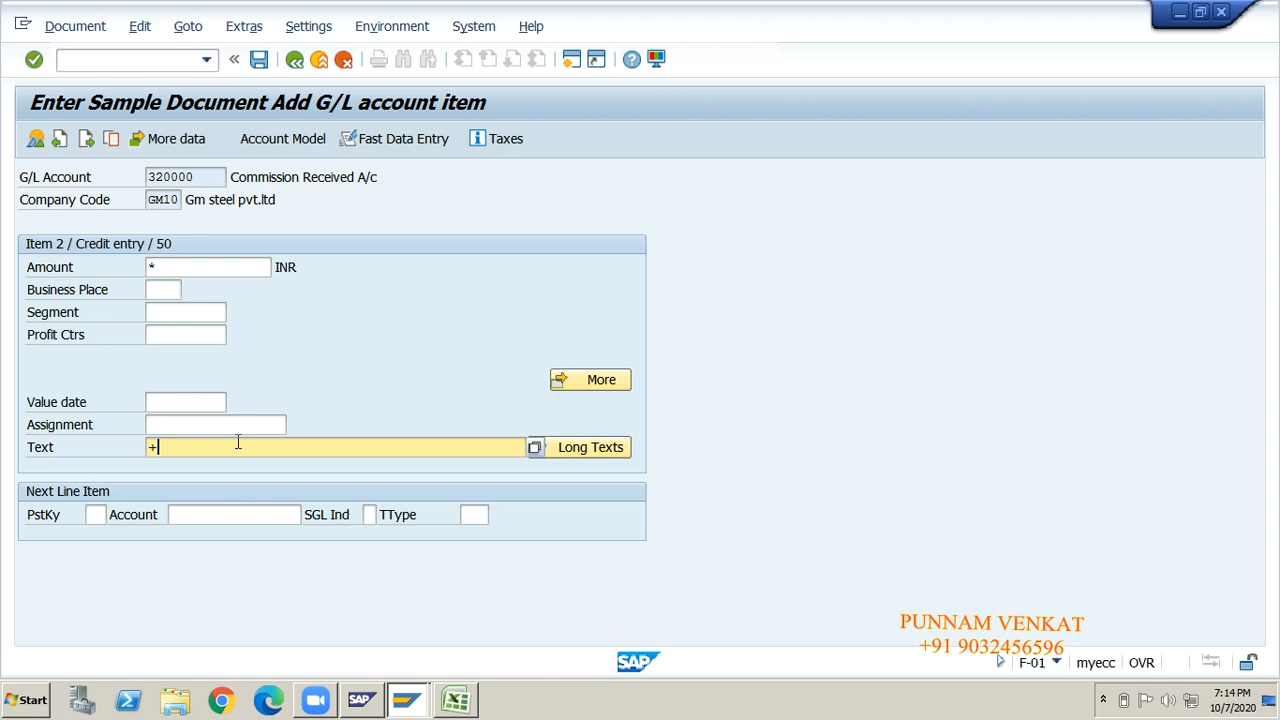 Document Edit Goto Extras Settings Environment System Help
Enter Sample Document Add G/L account item
More data Account Model Fast Data Entry Taxes
G/L Account 320000 Commission Received A/c
Company Code GM10 Gm steel pvt.ltd
Item 2 / Credit entry / 50
Amount * INR
Business Place
Segment
Profit Ctrs
More
Value date
Assignment
Text + Long Texts
Next Line Item
PstKy Account SGL Ind TType
PUNNAM VENKAT
+91 9032456596
SAP F-01 myecc OVR
Start SAP 7:14 PM
10/7/2020